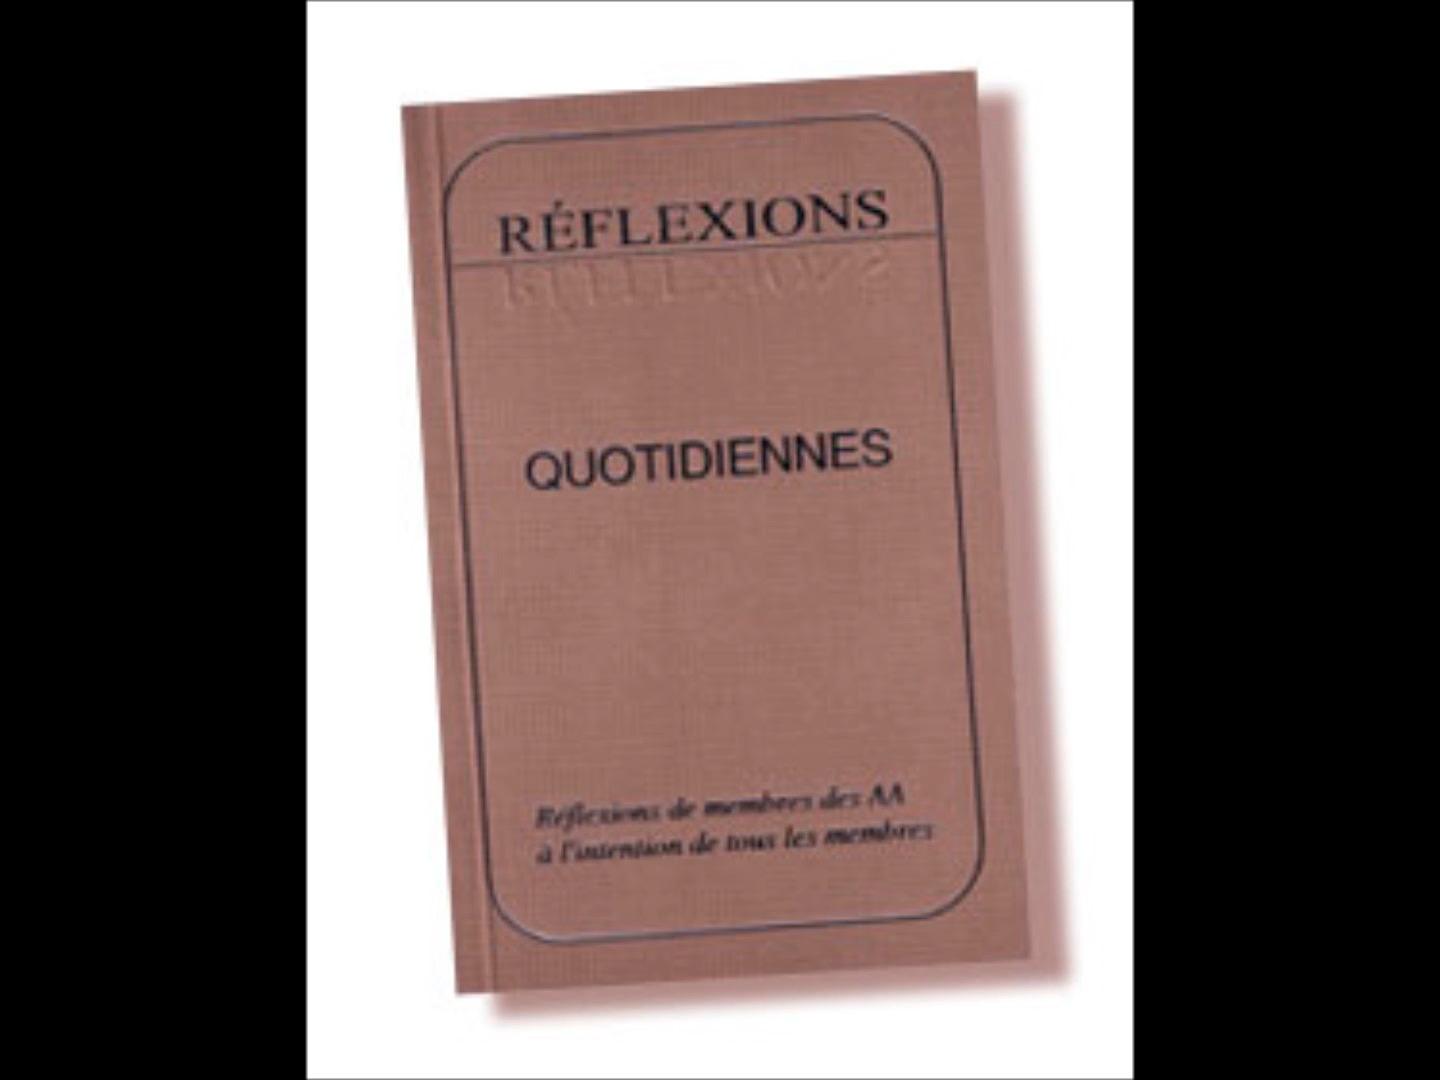 RÉFLEXIONS
QUOTIDIENNES
Réflexions de membres des AA
à l'intention de tous les membres